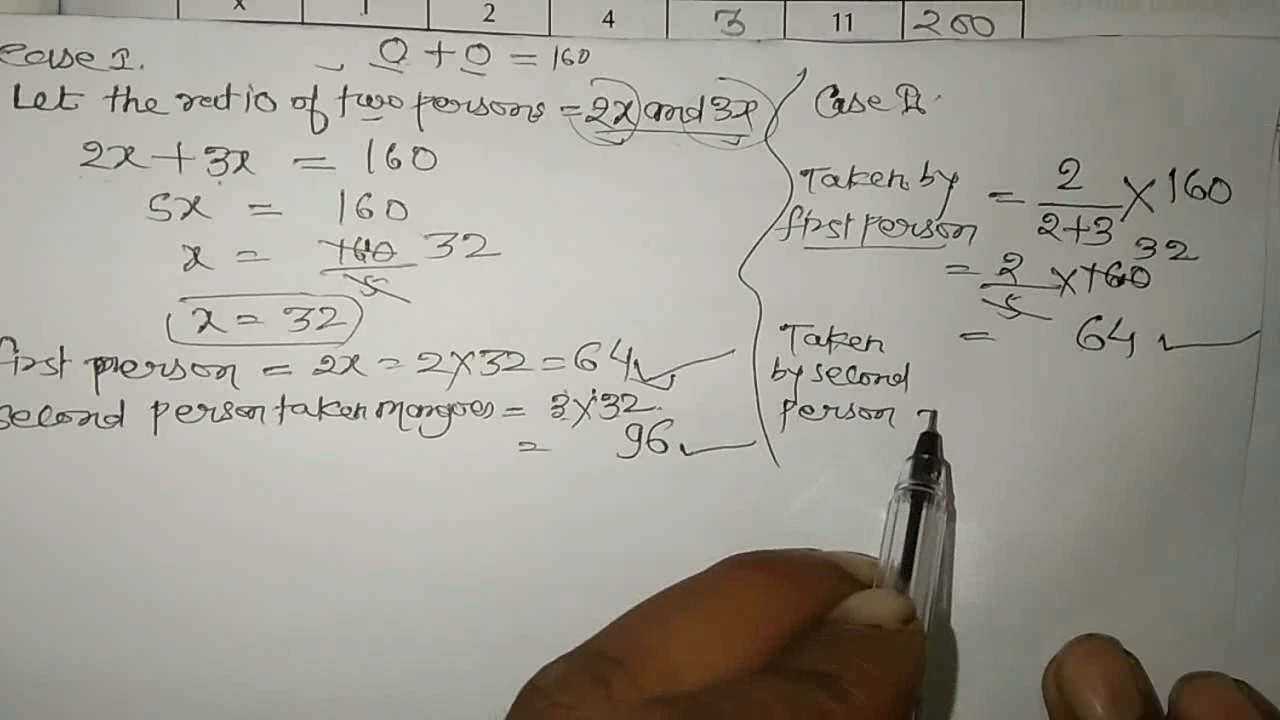 x 1 2 4 3 11 200
Case I.
0 + 0 = 160
Let the ratio of two persons = 2x and 3x
2x + 3x = 160
5x = 160
x = 160/5 32
x = 32
first person = 2x = 2 × 32 = 64
second person taken mangoes = 3 × 32
= 96
Case II.
Taken by first person = 2/(2+3) × 160
= 2/5 × 160 32
= 64
Taken
by second
person =